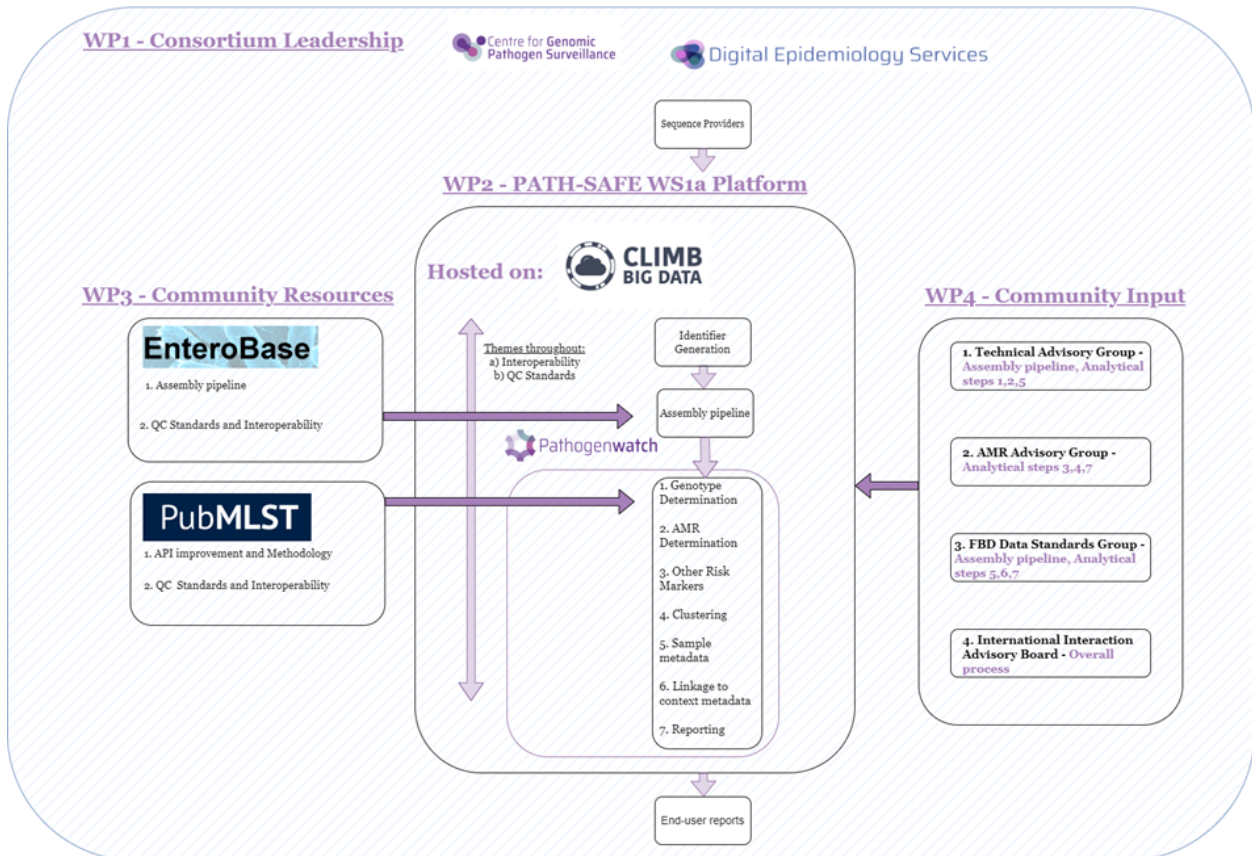 WP1 - Consortium Leadership
Centre for Genomic
Pathogen Surveillance
Digital Epidemiology Services
Sequence Providers
WP2 - PATH-SAFE WS1a Platform
Hosted on:
CLIMB
BIG DATA
WP3 - Community Resources
EnteroBase
1. Assembly pipeline
2. QC Standards and Interoperability
PubMLST
1. API improvement and Methodology
2. QC  Standards and Interoperability
Themes throughout:
a) Interoperability
b) QC Standards
Identifier
Generation
Assembly pipeline
Pathogenwatch
1. Genotype
Determination
2. AMR
Determination
3. Other Risk
Markers
4. Clustering
5. Sample
metadata
6. Linkage to
context metadata
7. Reporting
End-user reports
WP4 - Community Input
1. Technical Advisory Group -
Assembly pipeline, Analytical
steps 1,2,5
2. AMR Advisory Group -
Analytical steps 3,4,7
3. FBD Data Standards Group -
Assembly pipeline, Analytical
steps 5,6,7
4. International Interaction
Advisory Board - Overall
process